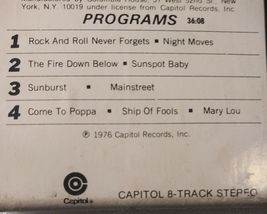 York, N.Y. 10019 under license from Capitol Records, Inc.
PROGRAMS 36:08
1 Rock And Roll Never Forgets ■ Night Moves
2 The Fire Down Below ■ Sunspot Baby
3 Sunburst ■ Mainstreet
4 Come To Poppa ■ Ship Of Fools ■ Mary Lou
Ⓟ 1976 Capitol Records, Inc.
Capitol®
CAPITOL 8-TRACK STEREO